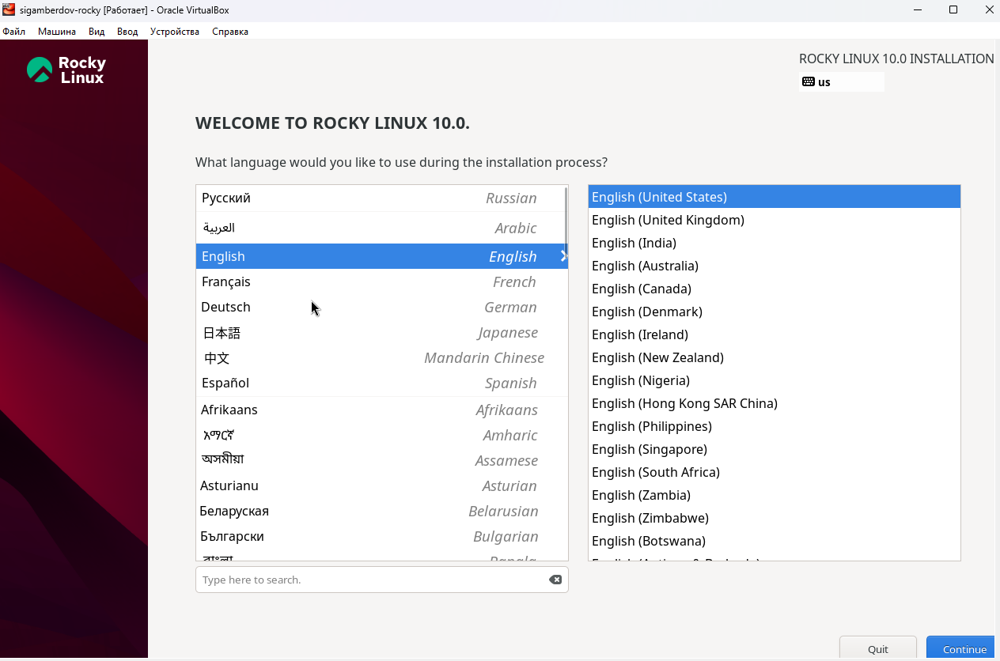 sigamberdov-rocky [Работает] - Oracle VirtualBox
Файл Машина Вид Ввод Устройства Справка
Rocky
Linux
ROCKY LINUX 10.0 INSTALLATION
us
WELCOME TO ROCKY LINUX 10.0.
What language would you like to use during the installation process?
Русский Russian
العربية Arabic
English English
Français French
Deutsch German
日本語 Japanese
中文 Mandarin Chinese
Español Spanish
Afrikaans Afrikaans
አማርኛ Amharic
অসমীয়া Assamese
Asturianu Asturian
Беларуская Belarusian
Български Bulgarian
বাংলা Bangla
Type here to search.
English (United States)
English (United Kingdom)
English (India)
English (Australia)
English (Canada)
English (Denmark)
English (Ireland)
English (New Zealand)
English (Nigeria)
English (Hong Kong SAR China)
English (Philippines)
English (Singapore)
English (South Africa)
English (Zambia)
English (Zimbabwe)
English (Botswana)
English (Antigua & Barbuda)
Quit Continue